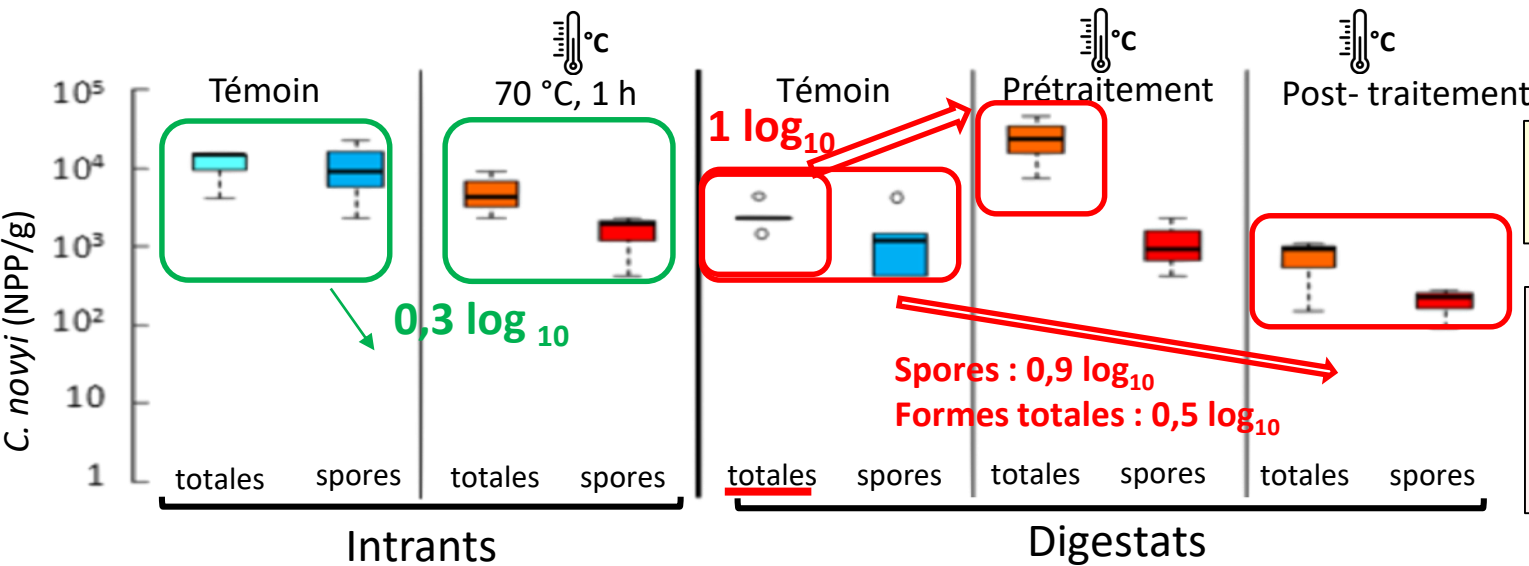 °C
°C
°C
Témoin
70 °C, 1 h
Témoin
Prétraitement
Post- traitement
10⁵
10⁴
10³
10²
10
1
C. novyi (NPP/g)
1 log₁₀
0,3 log ₁₀
Spores : 0,9 log₁₀
Formes totales : 0,5 log₁₀
totales
spores
totales
spores
totales
spores
totales
spores
totales
spores
Intrants
Digestats